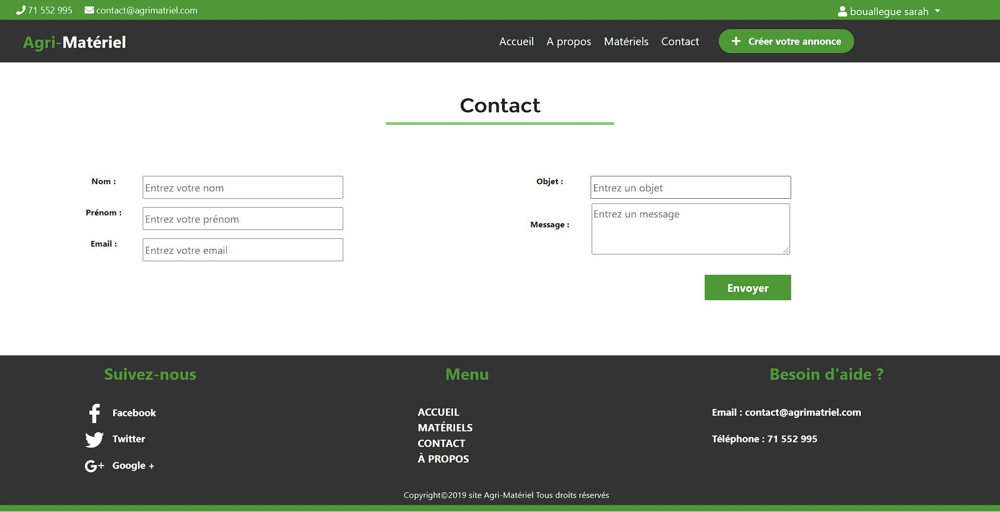 71 552 995 contact@agrimatriel.com bouallegue sarah
Agri-Matériel Accueil A propos Matériels Contact + Créer votre annonce
Contact
Nom : Entrez votre nom
Prénom : Entrez votre prénom
Email : Entrez votre email
Objet : Entrez un objet
Message : Entrez un message
Envoyer
Suivez-nous
Facebook
Twitter
G+ Google +
Menu
ACCUEIL
MATÉRIELS
CONTACT
À PROPOS
Besoin d'aide ?
Email : contact@agrimatriel.com
Téléphone : 71 552 995
Copyright©2019 site Agri-Matériel Tous droits réservés